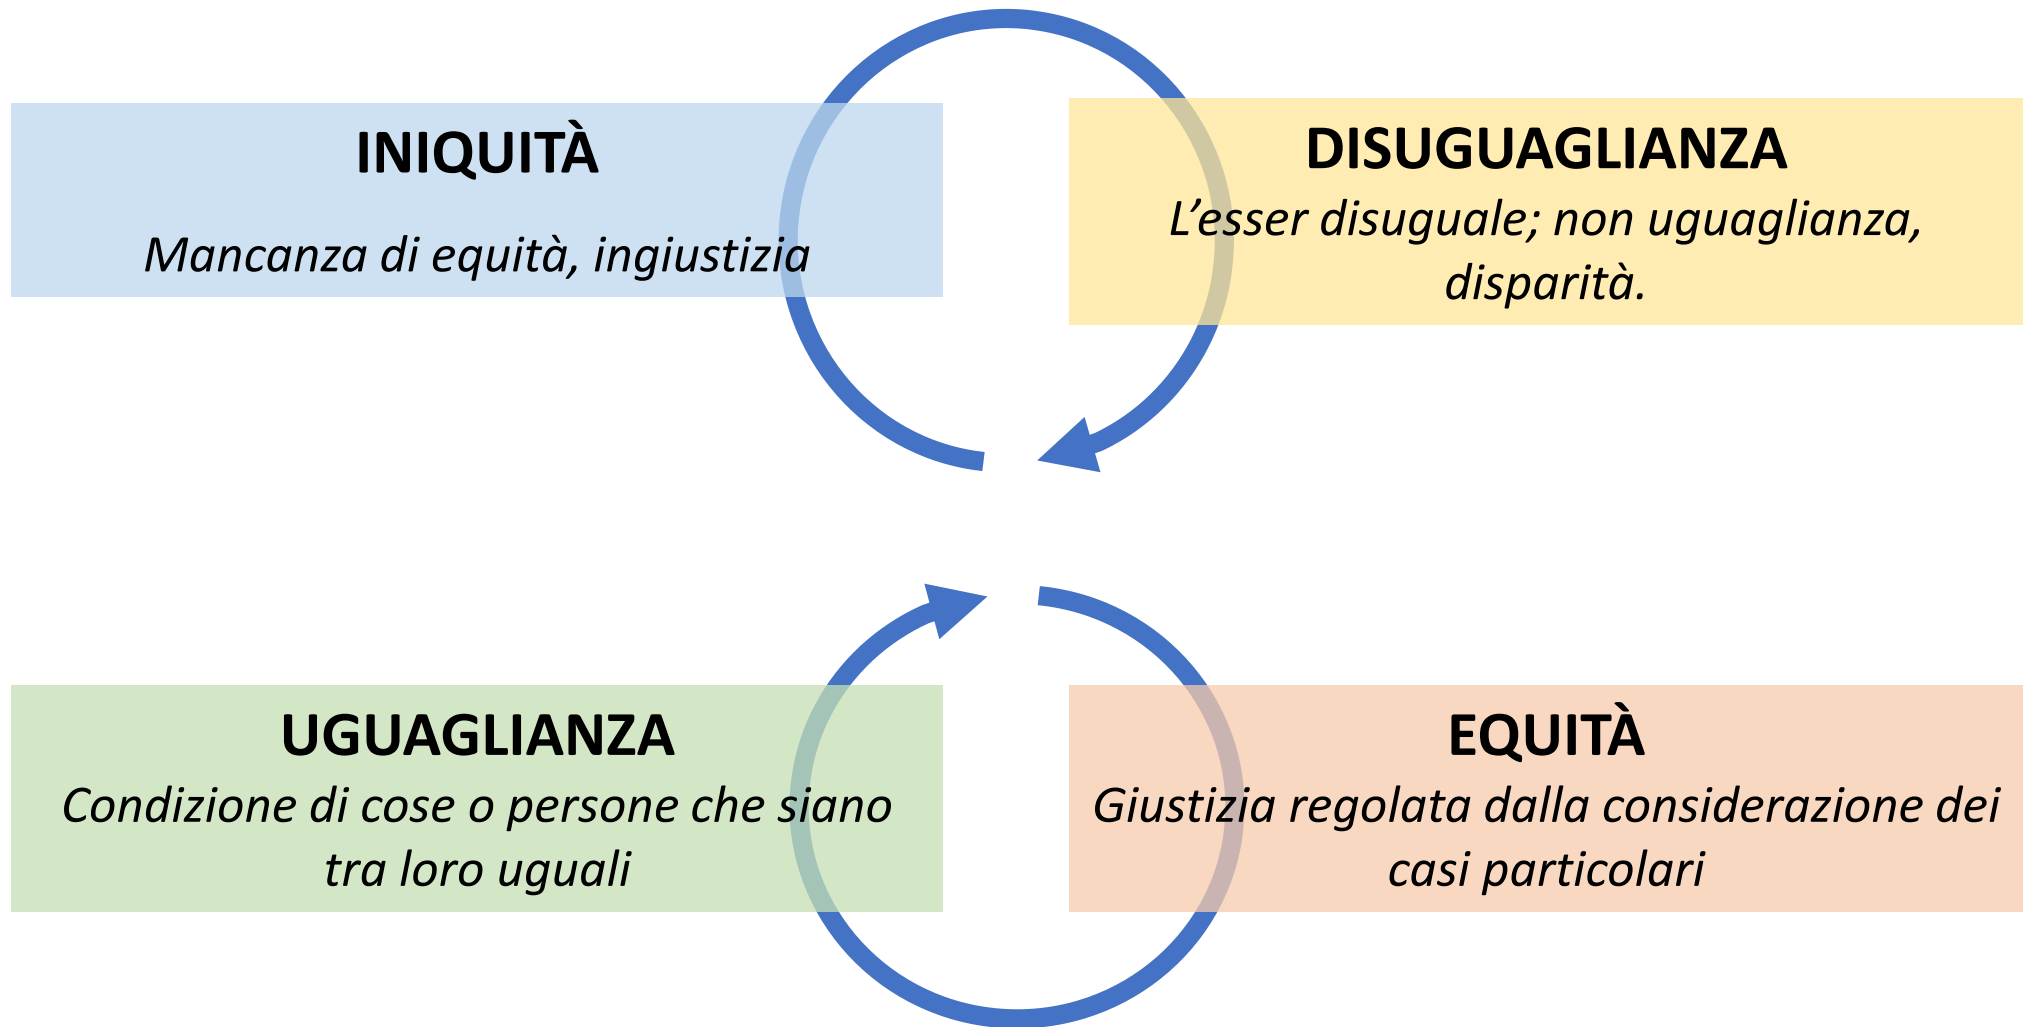 INIQUITÀ
Mancanza di equità, ingiustizia
DISUGUAGLIANZA
L’esser disuguale; non uguaglianza,
disparità.
UGUAGLIANZA
Condizione di cose o persone che siano
tra loro uguali
EQUITÀ
Giustizia regolata dalla considerazione dei
casi particolari